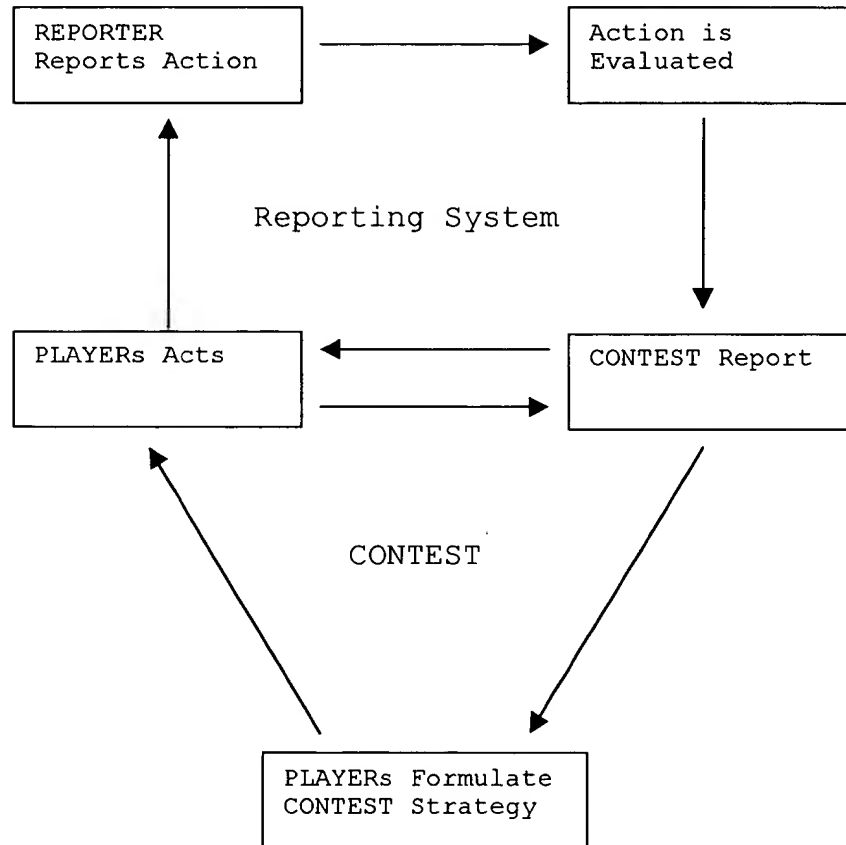 REPORTER
Reports Action
Action is
Evaluated
Reporting System
PLAYERs Acts
CONTEST Report
CONTEST
PLAYERs Formulate
CONTEST Strategy